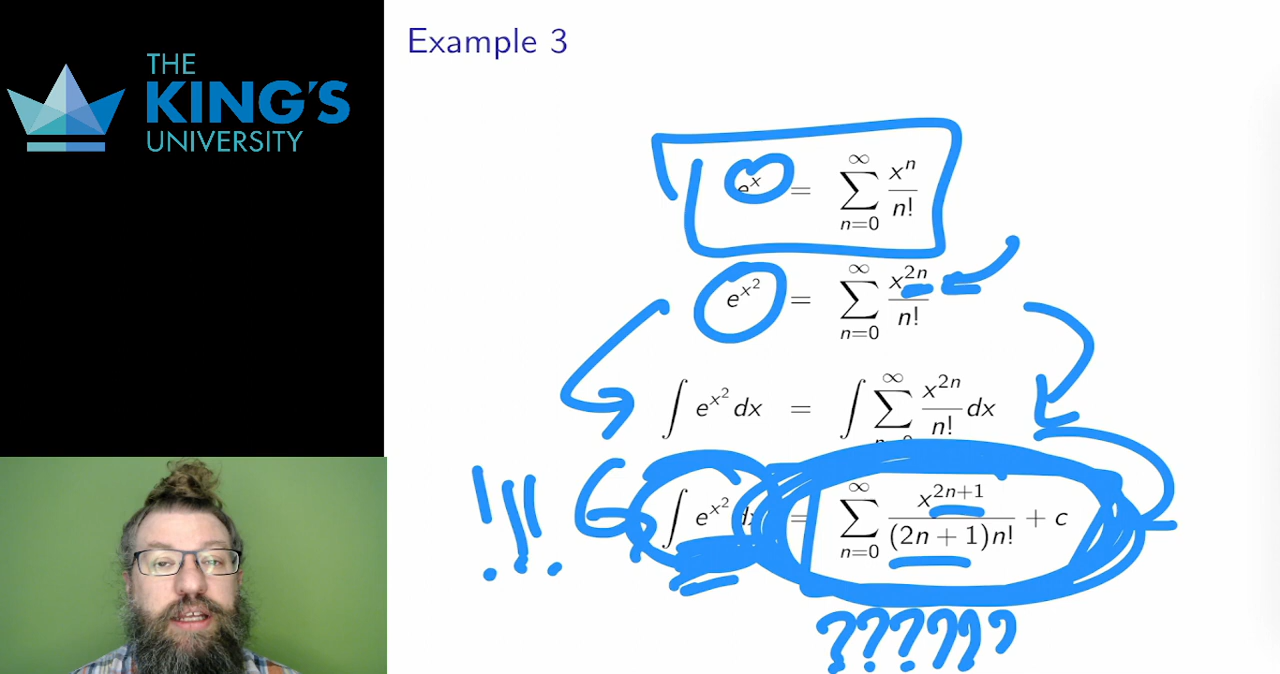 THE
KING'S
UNIVERSITY
Example 3
e^x = ∑_{n=0}^{∞} x^n / n!
e^{x^2} = ∑_{n=0}^{∞} x^{2n} / n!
∫ e^{x^2} dx = ∫ ∑_{n=0}^{∞} x^{2n} / n! dx
∫ e^{x^2} dx = ∑_{n=0}^{∞} x^{2n+1} / (2n + 1)n! + c
!!!
??????